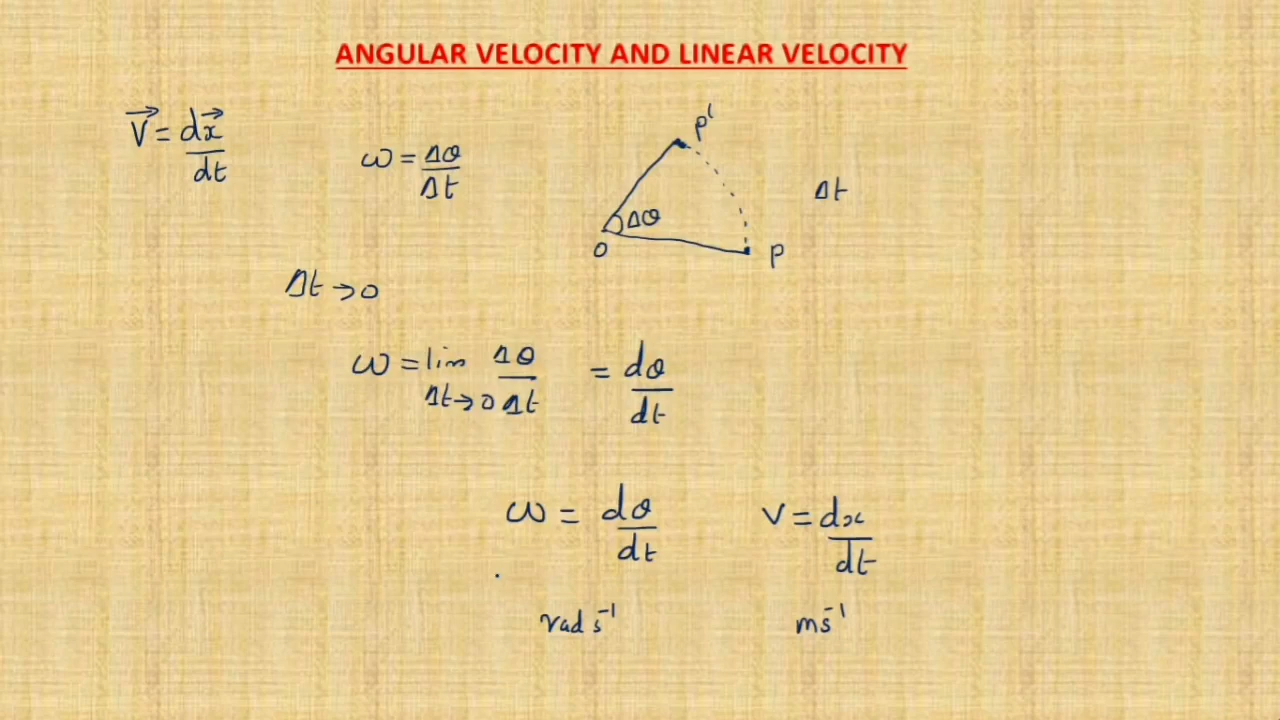 ANGULAR VELOCITY AND LINEAR VELOCITY
V⃗ = dx⃗/dt
ω = Δθ/Δt
P'
Δθ
O
P
Δt
Δt → 0
ω = lim Δt→0 Δθ/Δt = dθ/dt
ω = dθ/dt
V = dx/dt
rad s⁻¹
ms⁻¹